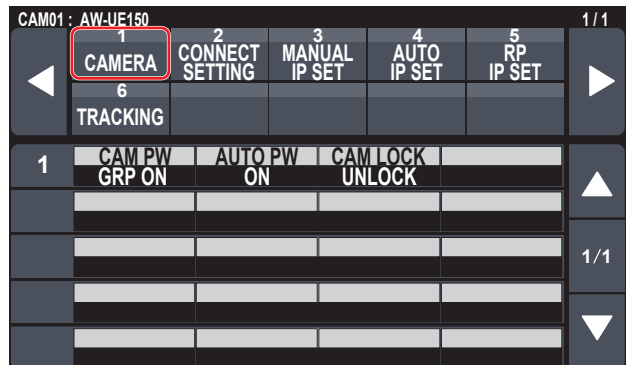 CAM01 : AW-UE150 1/1
1 2 3 4 5
CAMERA CONNECT SETTING MANUAL IP SET AUTO IP SET RP IP SET
6
TRACKING
1 CAM PW AUTO PW CAM LOCK
GRP ON ON UNLOCK
1/1